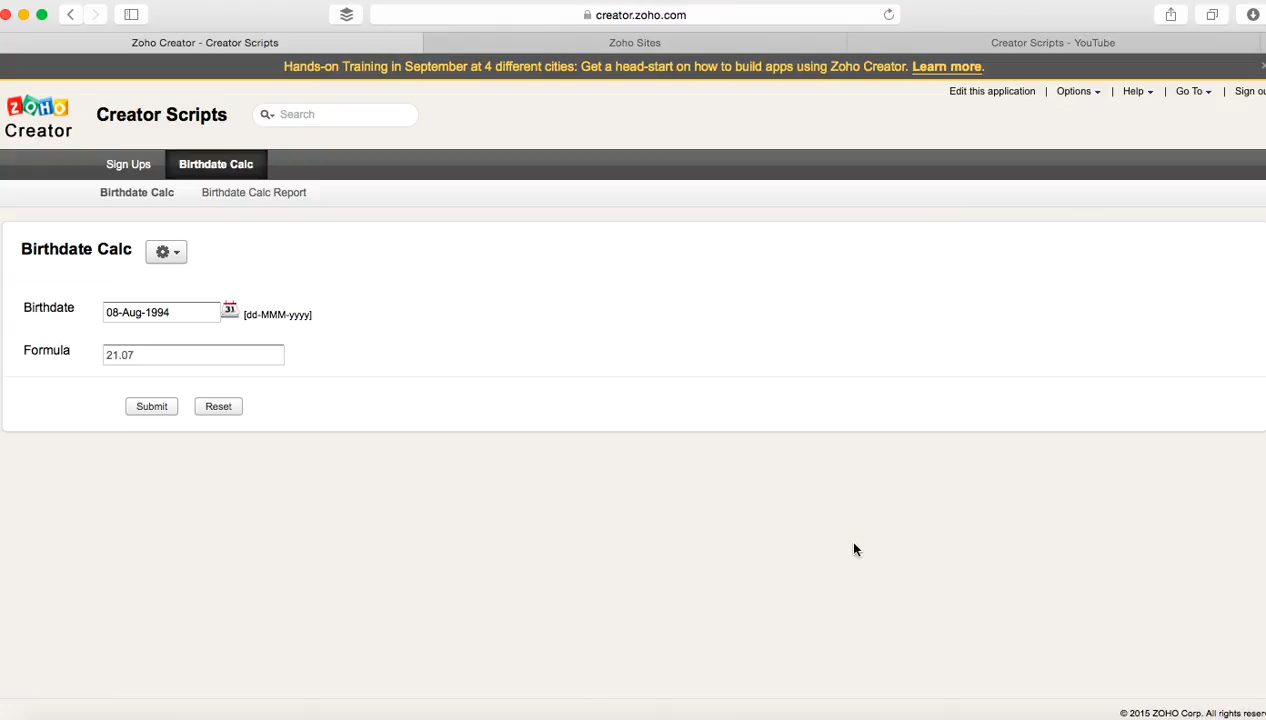 creator.zoho.com
Zoho Creator - Creator Scripts
Zoho Sites
Creator Scripts - YouTube
Hands-on Training in September at 4 different cities: Get a head-start on how to build apps using Zoho Creator. Learn more.
Edit this application | Options | Help | Go To | Sign ou
ZOHO
Creator
Creator Scripts
Search
Sign Ups
Birthdate Calc
Birthdate Calc
Birthdate Calc Report
Birthdate Calc
Birthdate
08-Aug-1994
31
[dd-MMM-yyyy]
Formula
21.07
Submit
Reset
© 2015 ZOHO Corp. All rights reser